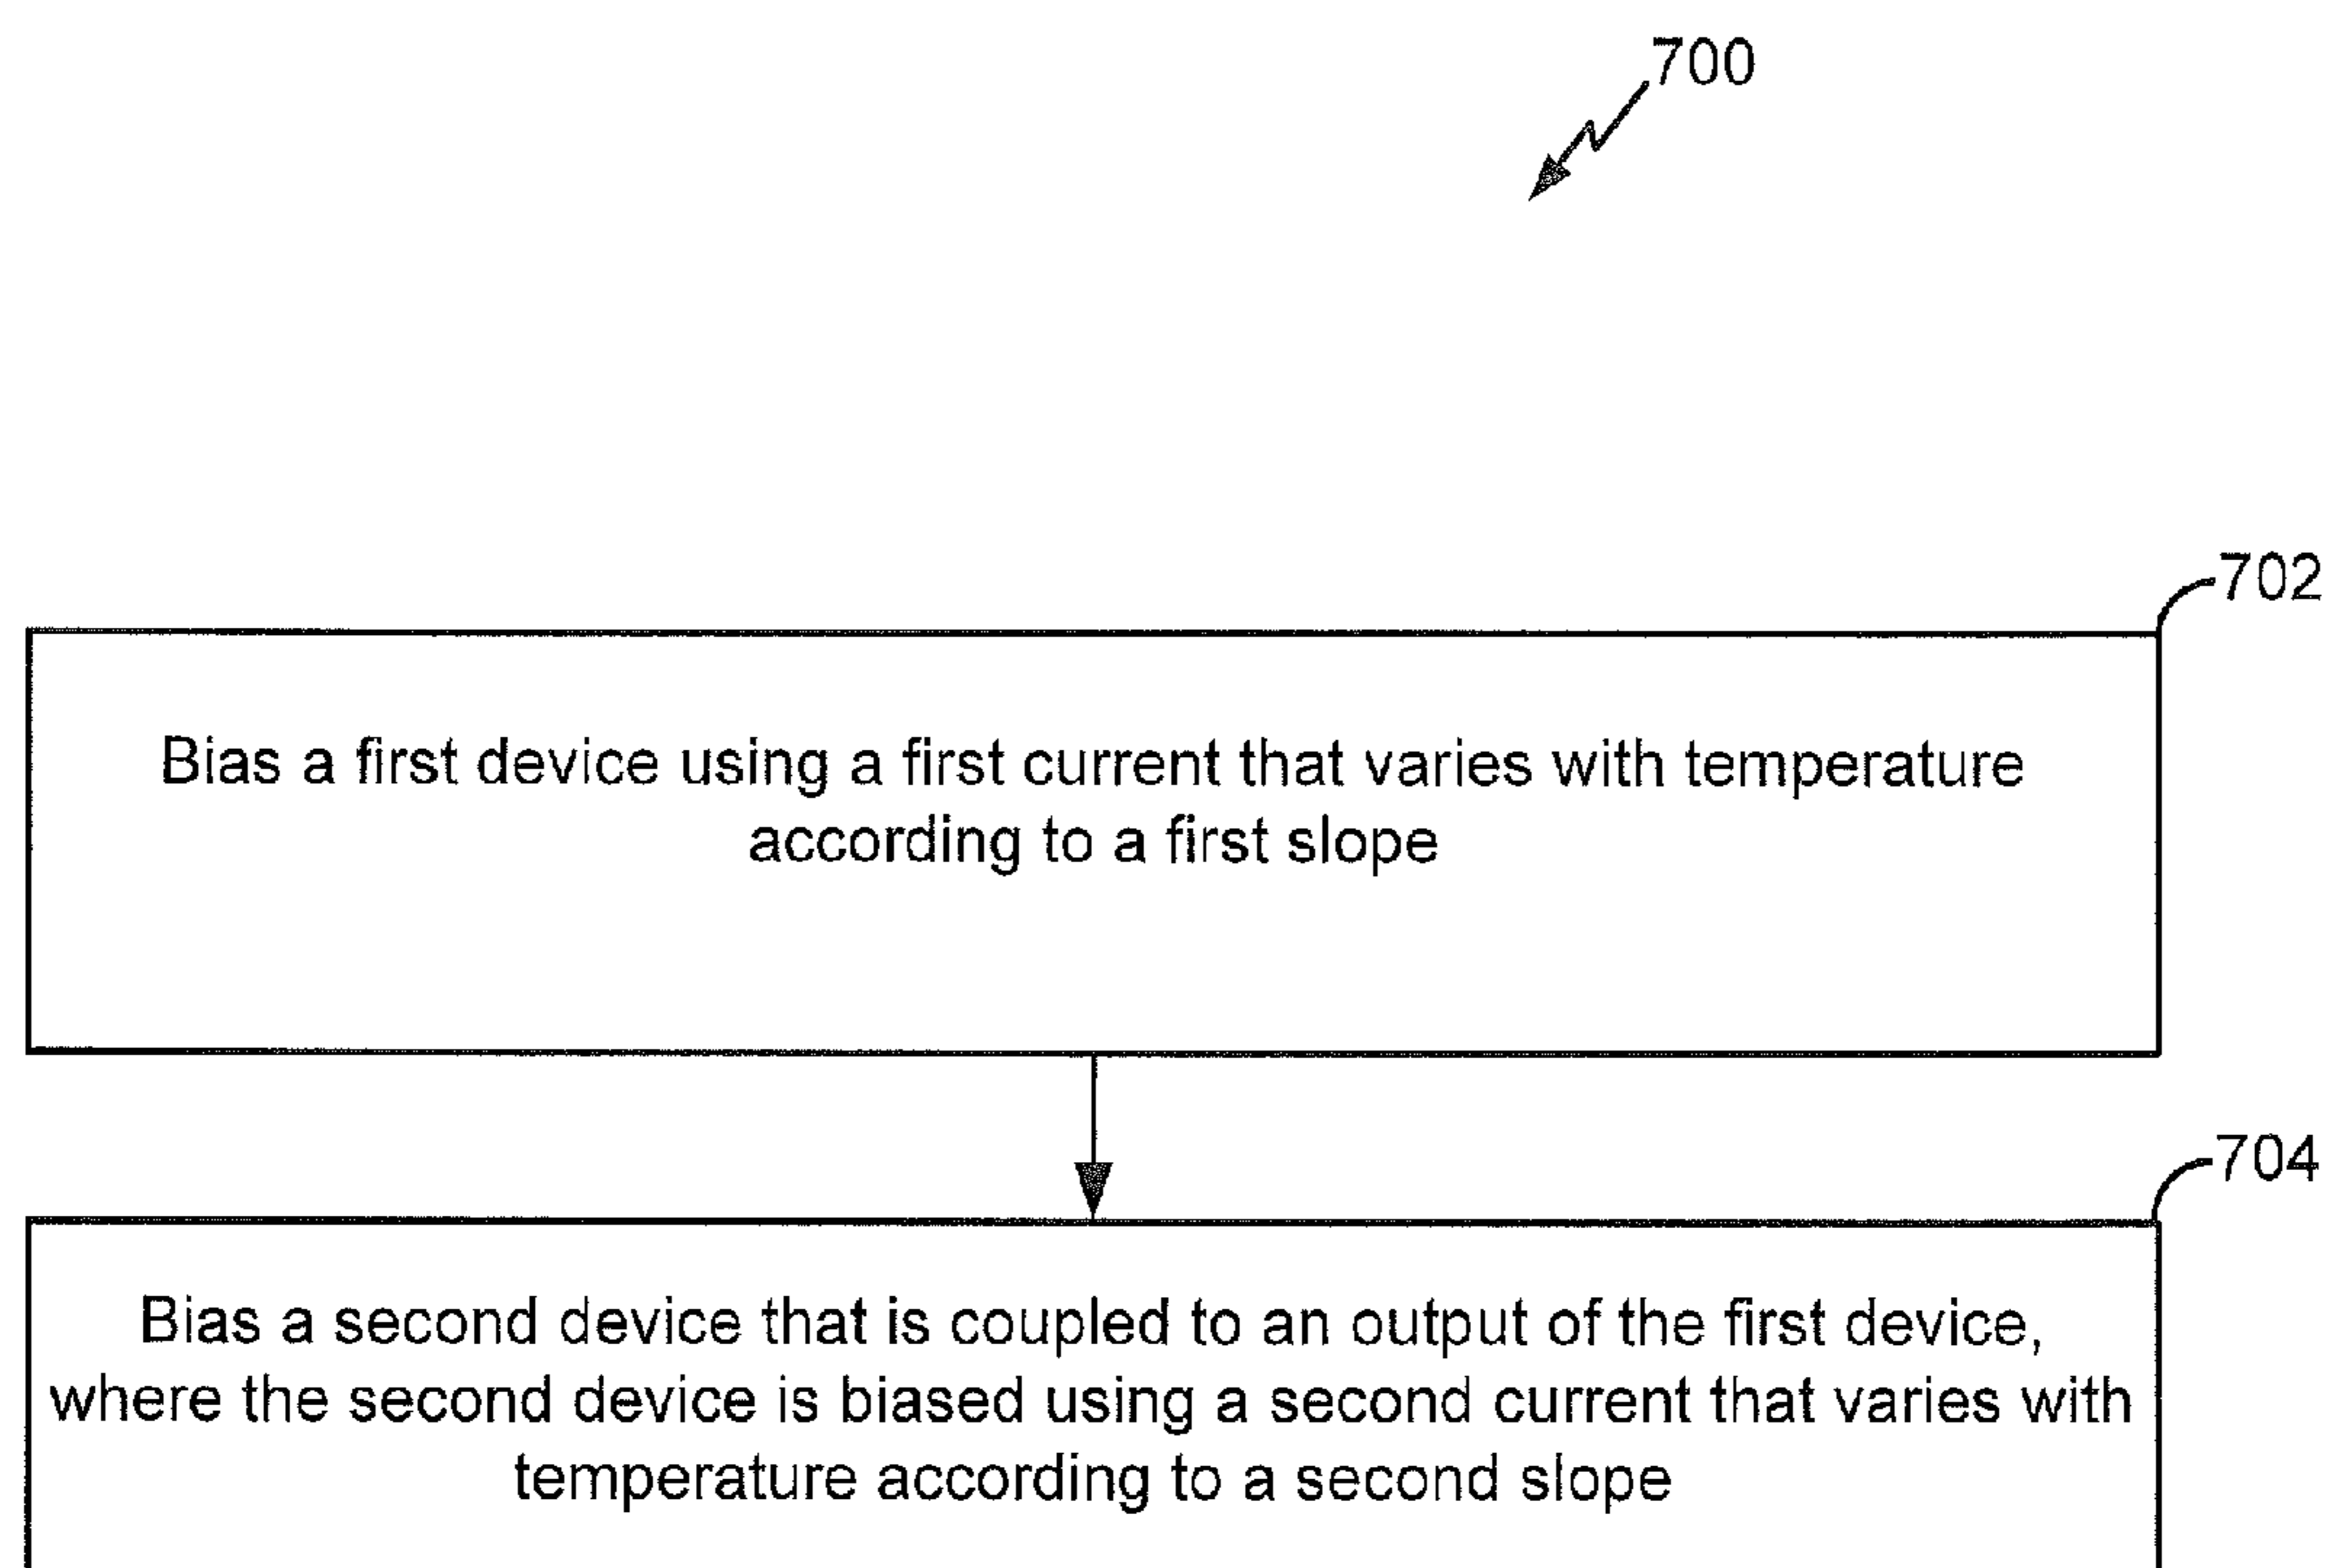 700
702
Bias a first device using a first current that varies with temperature
according to a first slope
704
Bias a second device that is coupled to an output of the first device,
where the second device is biased using a second current that varies with
temperature according to a second slope